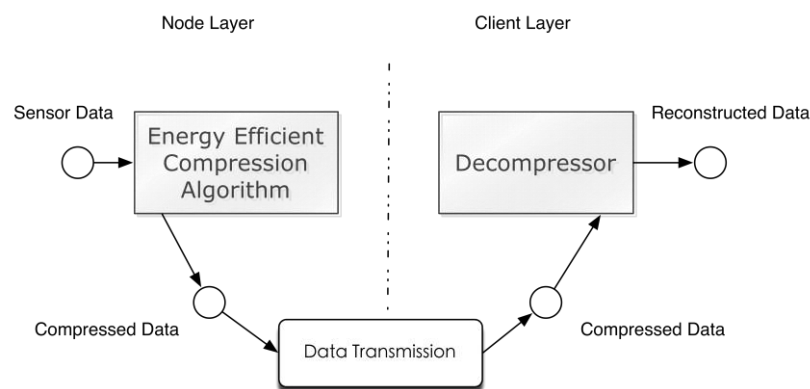 Node Layer
Client Layer
Sensor Data
Reconstructed Data
Energy Efficient
Compression
Algorithm
Decompressor
Compressed Data
Compressed Data
Data Transmission